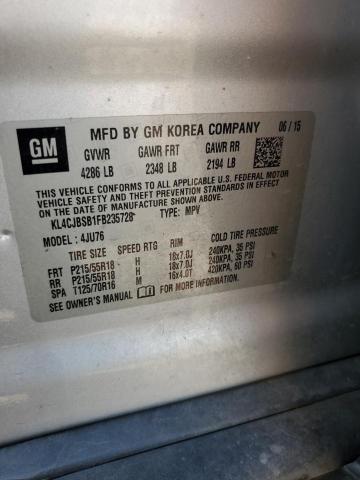 GM
MFD BY GM KOREA COMPANY 06 / 15
GVWR GAWR FRT GAWR RR
4286 LB 2348 LB 2194 LB
THIS VEHICLE CONFORMS TO ALL APPLICABLE U.S. FEDERAL MOTOR
VEHICLE SAFETY AND THEFT PREVENTION STANDARDS IN EFFECT
ON THE DATE OF MANUFACTURE SHOWN ABOVE.
KL4CJBSB1FB235728 TYPE: MPV
MODEL: 4JU76
TIRE SIZE SPEED RTG RIM COLD TIRE PRESSURE
FRT P215/55R18 H 18x7.0J 240KPA, 35 PSI
RR P215/55R18 H 18x7.0J 240KPA, 35 PSI
SPA T125/70R16 M 16x4.0T 420KPA, 60 PSI
SEE OWNER'S MANUAL FOR MORE INFORMATION